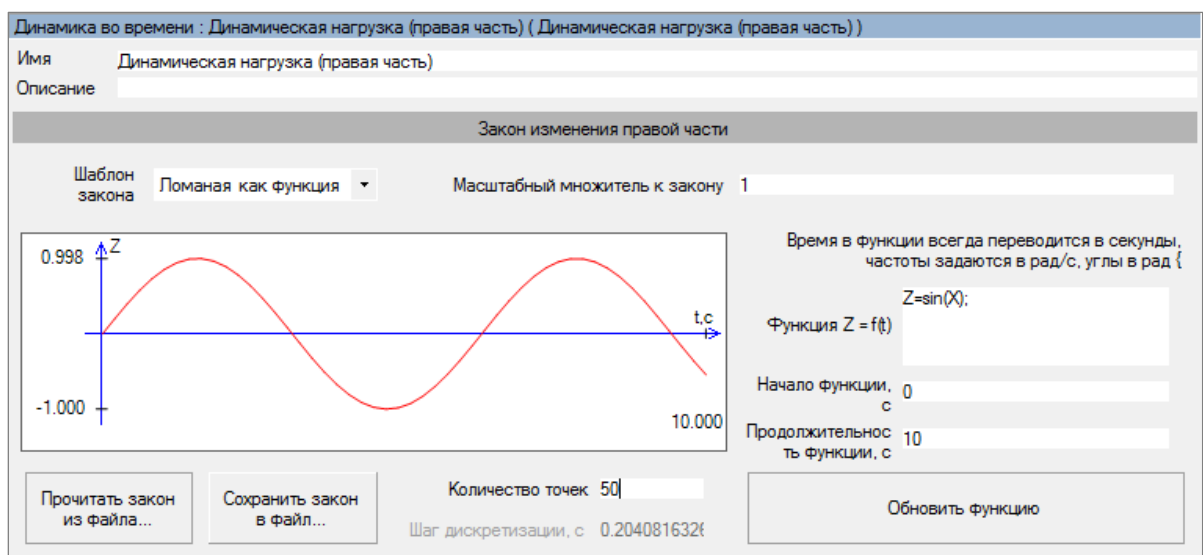 Динамика во времени : Динамическая нагрузка (правая часть) ( Динамическая нагрузка (правая часть) )
Имя Динамическая нагрузка (правая часть)
Описание
Закон изменения правой части
Шаблон
закона
Ломаная как функция
Масштабный множитель к закону 1
0.998
Z
t,c
-1.000
10.000
Время в функции всегда переводится в секунды,
частоты задаются в рад/с, углы в рад {
Функция Z = f(t)
Z=sin(X);
Начало функции,
с
0
Продолжительнос
ть функции, с
10
Прочитать закон
из файла...
Сохранить закон
в файл...
Количество точек 50
Шаг дискретизации, с 0.2040816326
Обновить функцию